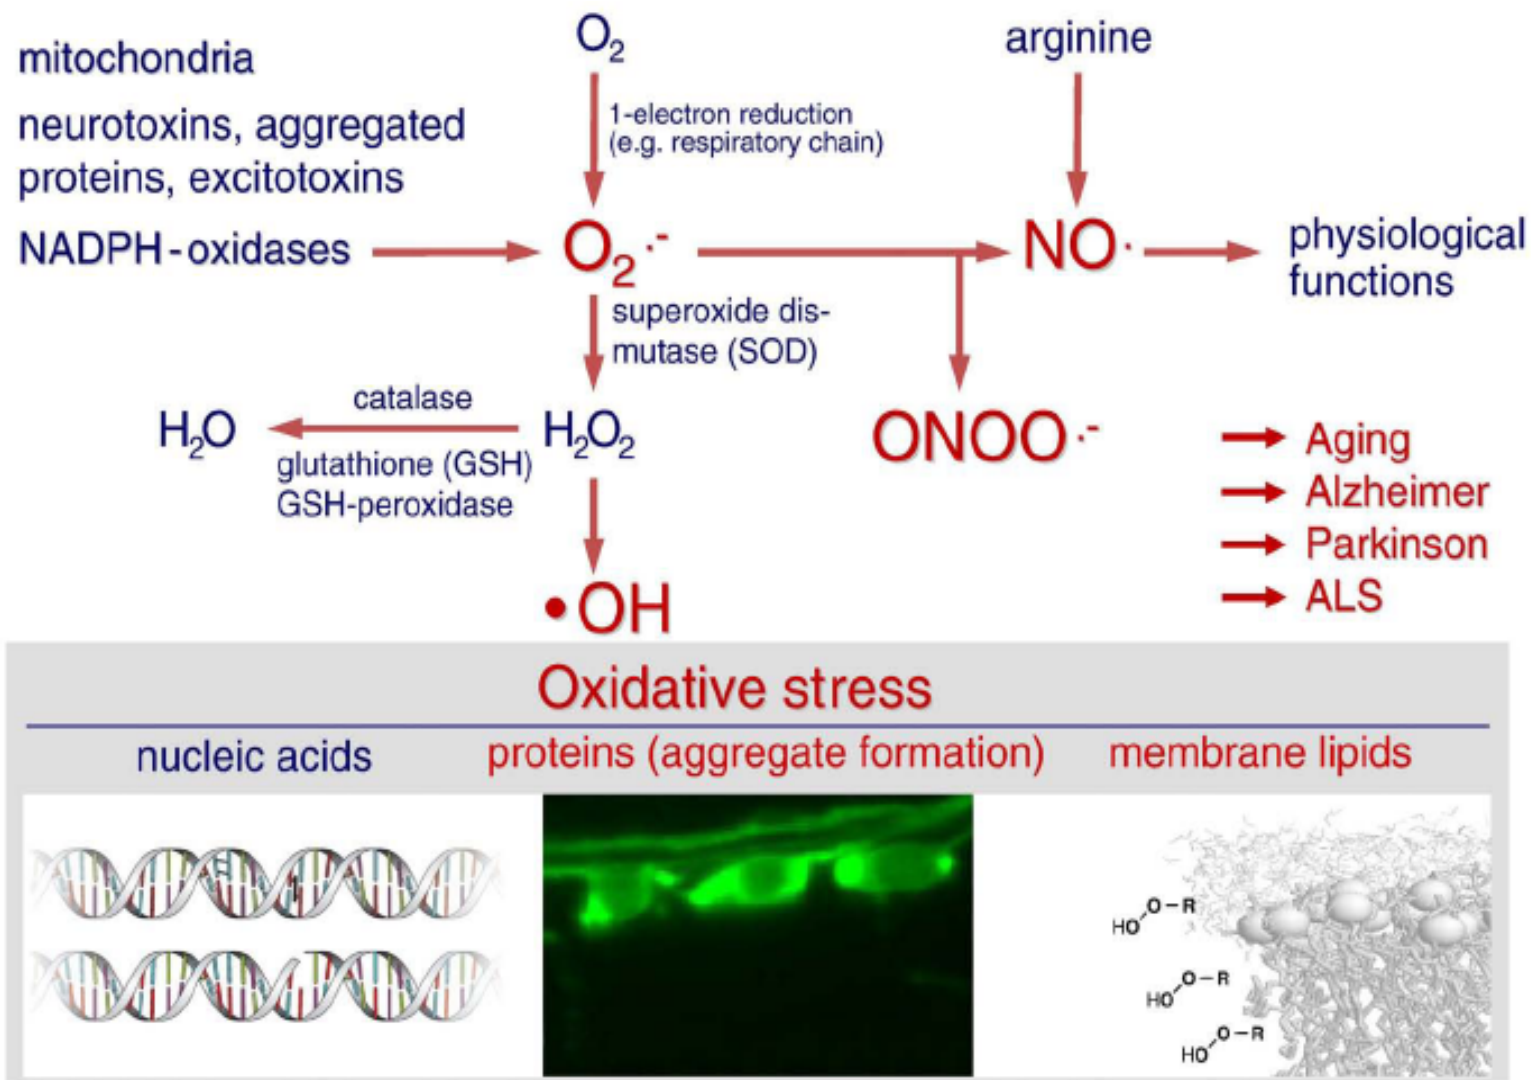 mitochondria
neurotoxins, aggregated
proteins, excitotoxins
NADPH-oxidases
O₂
1-electron reduction
(e.g. respiratory chain)
O₂·-
superoxide dis-
mutase (SOD)
arginine
NO·
physiological
functions
H₂O
catalase
glutathione (GSH)
GSH-peroxidase
H₂O₂
ONOO·-
•OH
Aging
Alzheimer
Parkinson
ALS
Oxidative stress
nucleic acids
proteins (aggregate formation)
membrane lipids
HO O-R
HO O-R
HO O-R